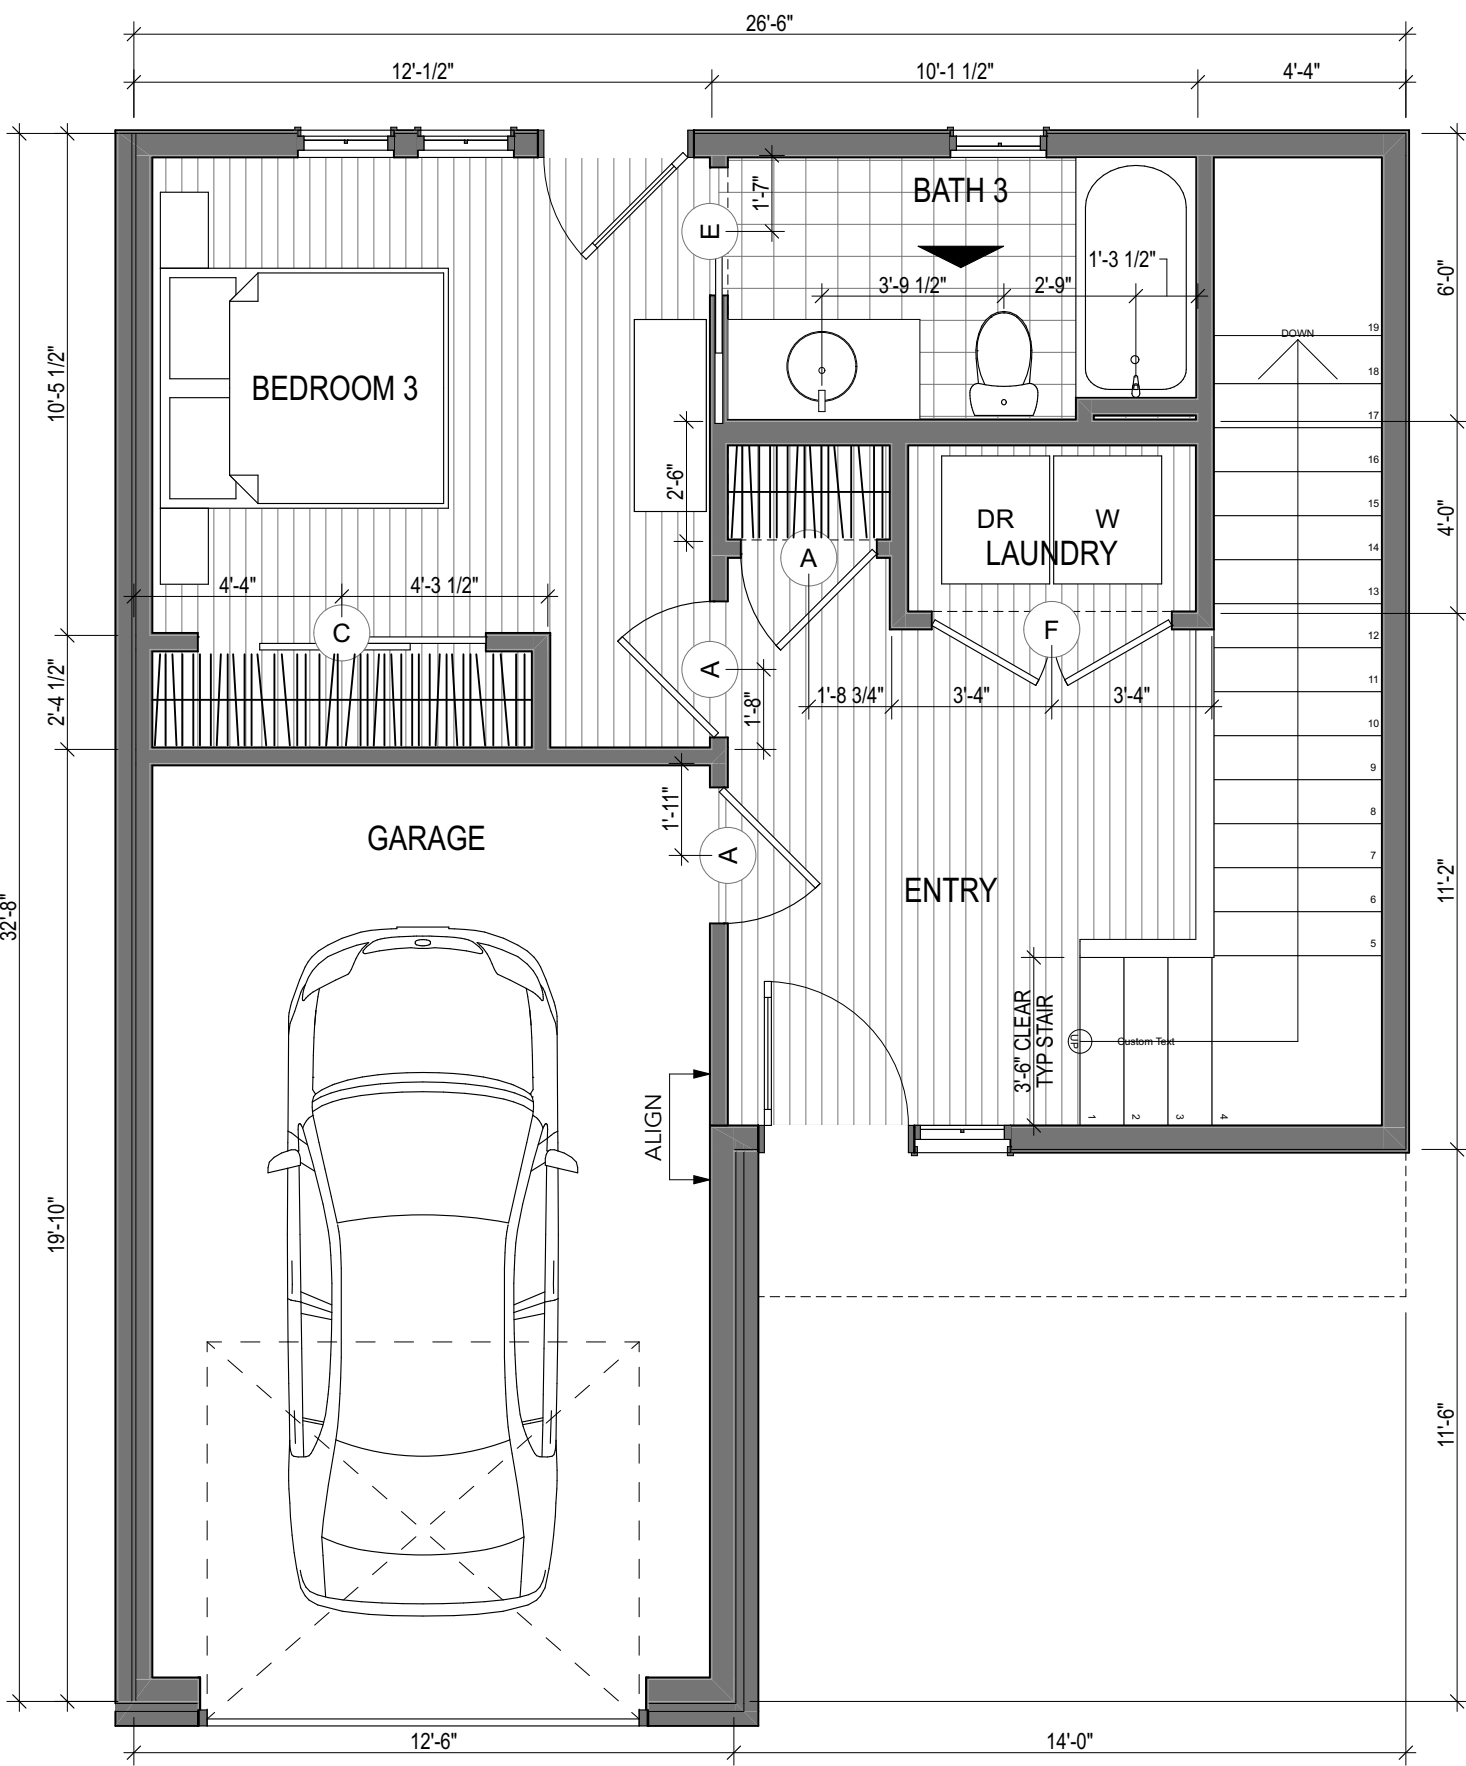 26'-6"
12'-1/2"
10'-1 1/2"
4'-4"
BATH 3
1'-7"
E
1'-3 1/2"
3'-9 1/2"
2'-9"
6'-0"
DOWN
19
18
17
16
15
14
13
12
11
10
9
8
7
6
5
10'-5 1/2"
BEDROOM 3
2'-6"
DR
W
LAUNDRY
4'-0"
A
4'-4"
4'-3 1/2"
C
F
A
2'-4 1/2"
1'-8"
1'-8 3/4"
3'-4"
3'-4"
GARAGE
1'-11"
A
ENTRY
11'-2"
32'-8"
3'-6" CLEAR
TYP STAIR
UP
Custom Text
1
2
3
4
ALIGN
19'-10"
11'-6"
12'-6"
14'-0"